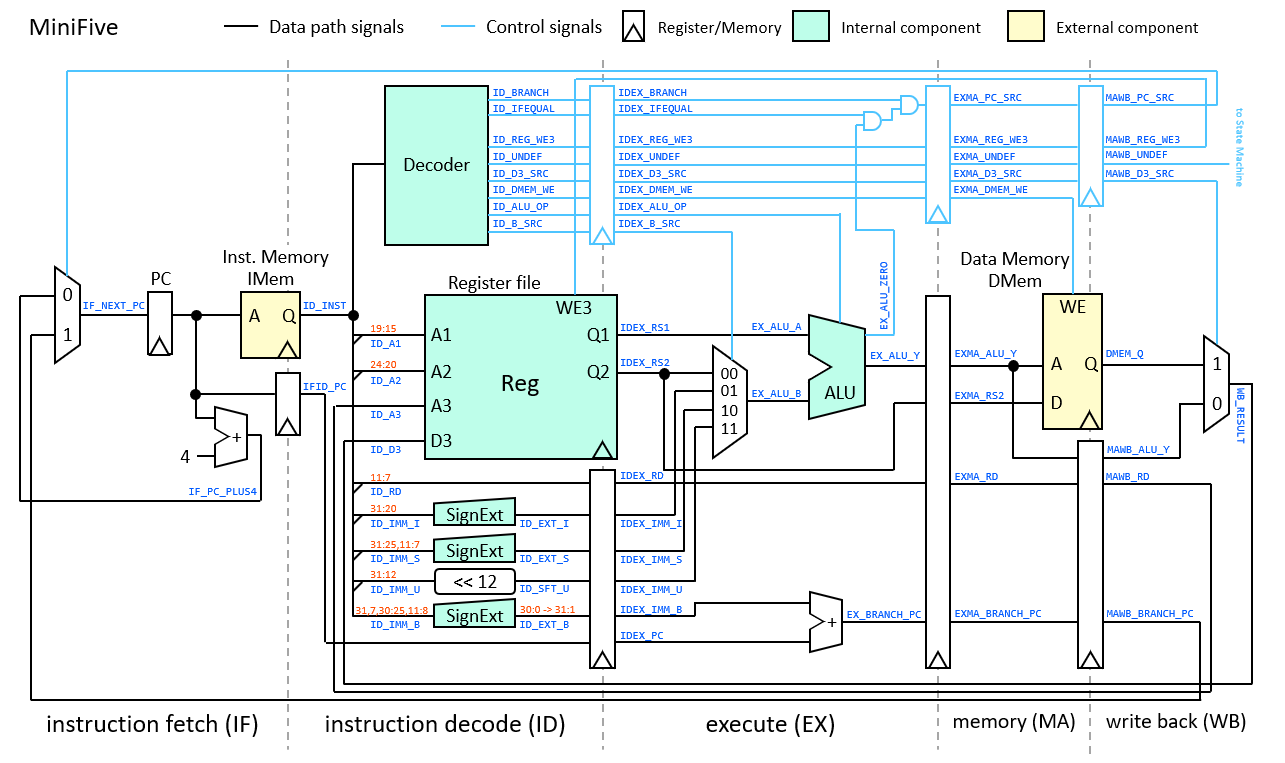 MiniFive
Data path signals
Control signals
Register/Memory
Internal component
External component
ID_BRANCH
ID_IFEQUAL
ID_REG_WE3
ID_UNDEF
ID_D3_SRC
ID_DMEM_WE
ID_ALU_OP
ID_B_SRC
Decoder
IDEX_BRANCH
IDEX_IFEQUAL
IDEX_REG_WE3
IDEX_UNDEF
IDEX_D3_SRC
IDEX_DMEM_WE
IDEX_ALU_OP
IDEX_B_SRC
EXMA_PC_SRC
EXMA_REG_WE3
EXMA_UNDEF
EXMA_D3_SRC
EXMA_DMEM_WE
MAWB_PC_SRC
MAWB_REG_WE3
MAWB_UNDEF
MAWB_D3_SRC
to State Machine
0
1
IF_NEXT_PC
PC
Inst. Memory
IMem
A
Q
ID_INST
IFID_PC
+
4
IF_PC_PLUS4
19:15
ID_A1
24:20
ID_A2
ID_A3
ID_D3
Register file
WE3
A1
A2
A3
D3
Reg
Q1
Q2
IDEX_RS1
IDEX_RS2
00
01
10
11
EX_ALU_A
EX_ALU_B
ALU
EX_ALU_ZERO
EX_ALU_Y
EXMA_ALU_Y
EXMA_RS2
Data Memory
DMem
WE
A
Q
D
DMEM_Q
1
0
WB_RESULT
MAWB_ALU_Y
11:7
ID_RD
IDEX_RD
EXMA_RD
MAWB_RD
31:20
ID_IMM_I
SignExt
ID_EXT_I
IDEX_IMM_I
31:25,11:7
ID_IMM_S
SignExt
ID_EXT_S
IDEX_IMM_S
31:12
ID_IMM_U
<< 12
ID_SFT_U
IDEX_IMM_U
31,7,30:25,11:8
ID_IMM_B
SignExt
30:0 -> 31:1
ID_EXT_B
IDEX_IMM_B
IDEX_PC
+
EX_BRANCH_PC
EXMA_BRANCH_PC
MAWB_BRANCH_PC
instruction fetch (IF)
instruction decode (ID)
execute (EX)
memory (MA)
write back (WB)